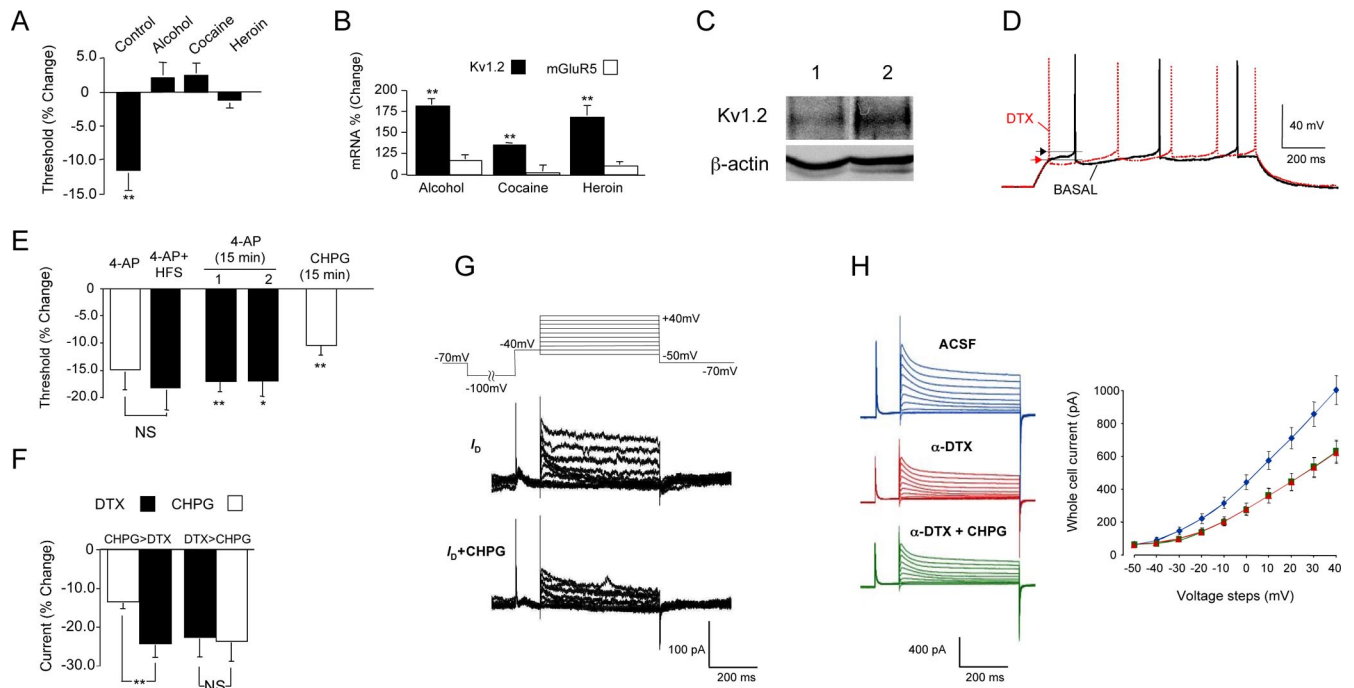 A
Control
Alcohol
Cocaine
Heroin
Threshold (% Change)
5.0
0
-5.0
-10.0
-15.0
**
B
Kv1.2
mGluR5
mRNA % (Change)
200
175
150
125
100
**
**
**
Alcohol
Cocaine
Heroin
C
1
2
Kv1.2
β-actin
D
DTX
BASAL
40 mV
200 ms
E
4-AP
4-AP+
HFS
4-AP
(15 min)
1
2
CHPG
(15 min)
Threshold (% Change)
0
-5.0
-10.0
-15.0
-20.0
NS
**
*
**
F
DTX
CHPG
CHPG>DTX
DTX>CHPG
Current (% Change)
0
-10.0
-20.0
-30.0
**
NS
G
+40mV
-40mV
-50mV
-70mV
-100mV
-70mV
ID
ID+CHPG
100 pA
200 ms
H
ACSF
α-DTX
α-DTX + CHPG
400 pA
200 ms
Whole cell current (pA)
1000
800
600
400
200
0
-50 -40 -30 -20 -10 0 10 20 30 40
Voltage steps (mV)